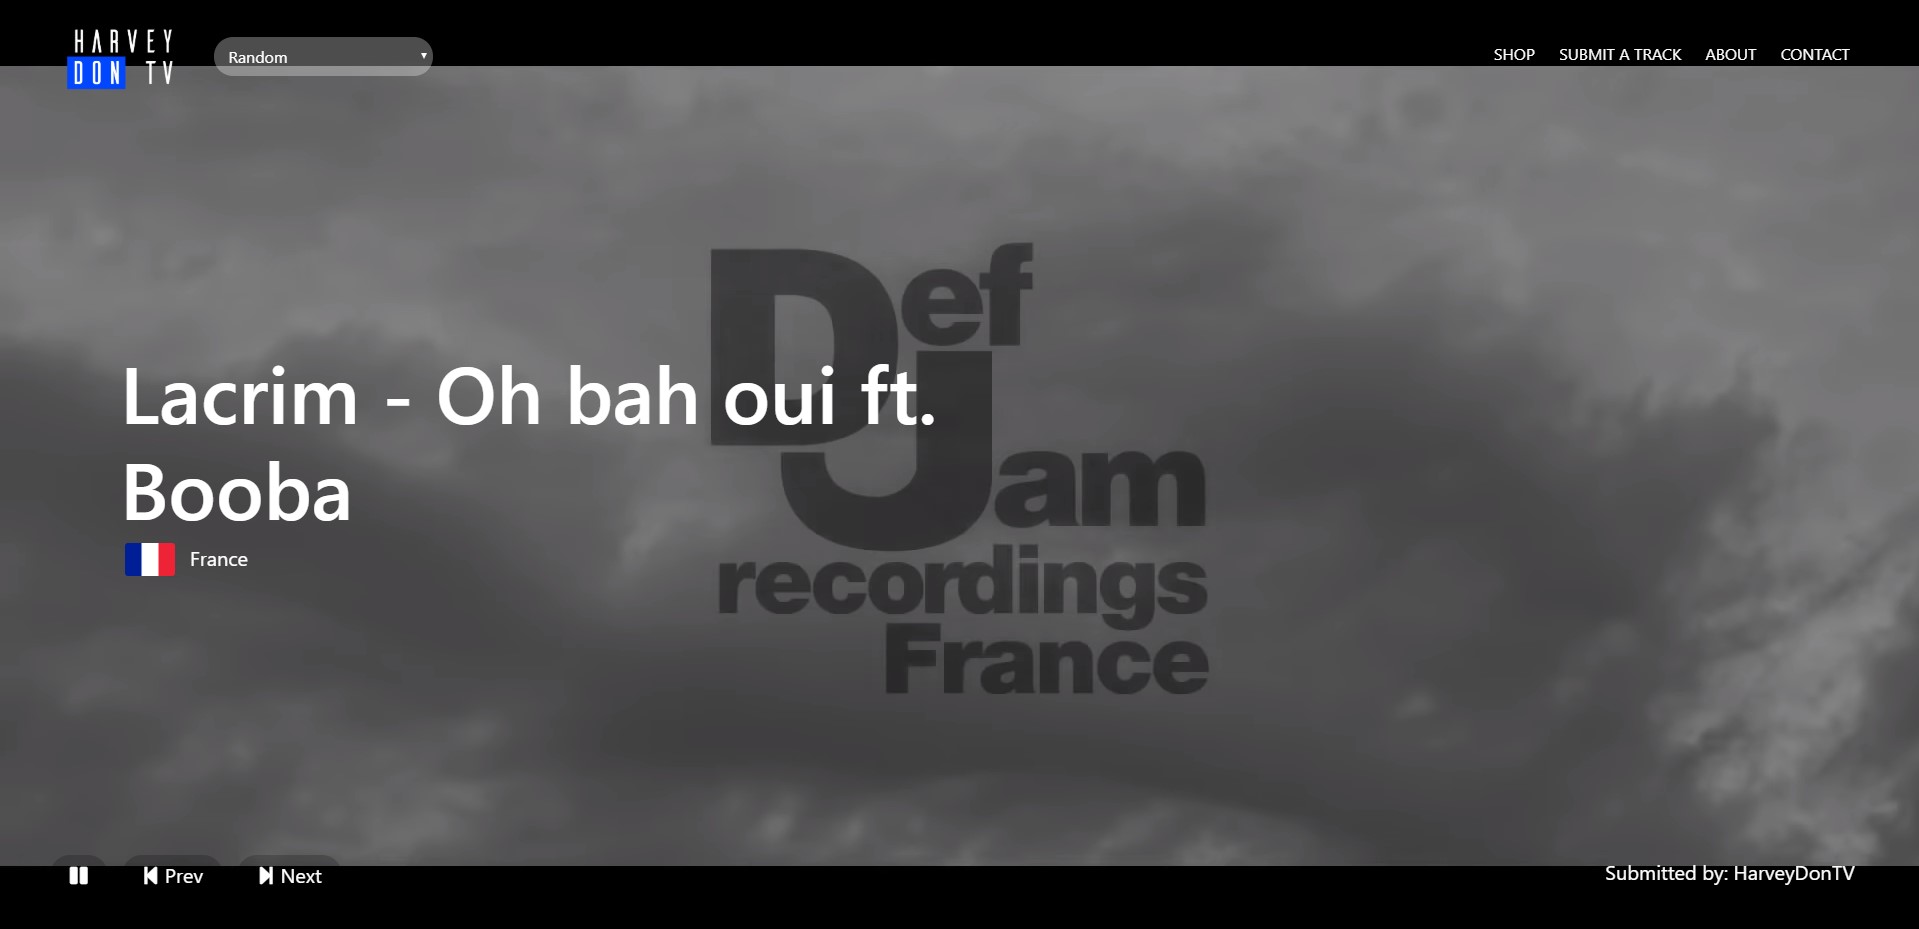 HARVEY
DON TV
Random
SHOP SUBMIT A TRACK ABOUT CONTACT
Def
Jam
recordings
France
Lacrim - Oh bah oui ft.
Booba
France
Prev Next
Submitted by: HarveyDonTV